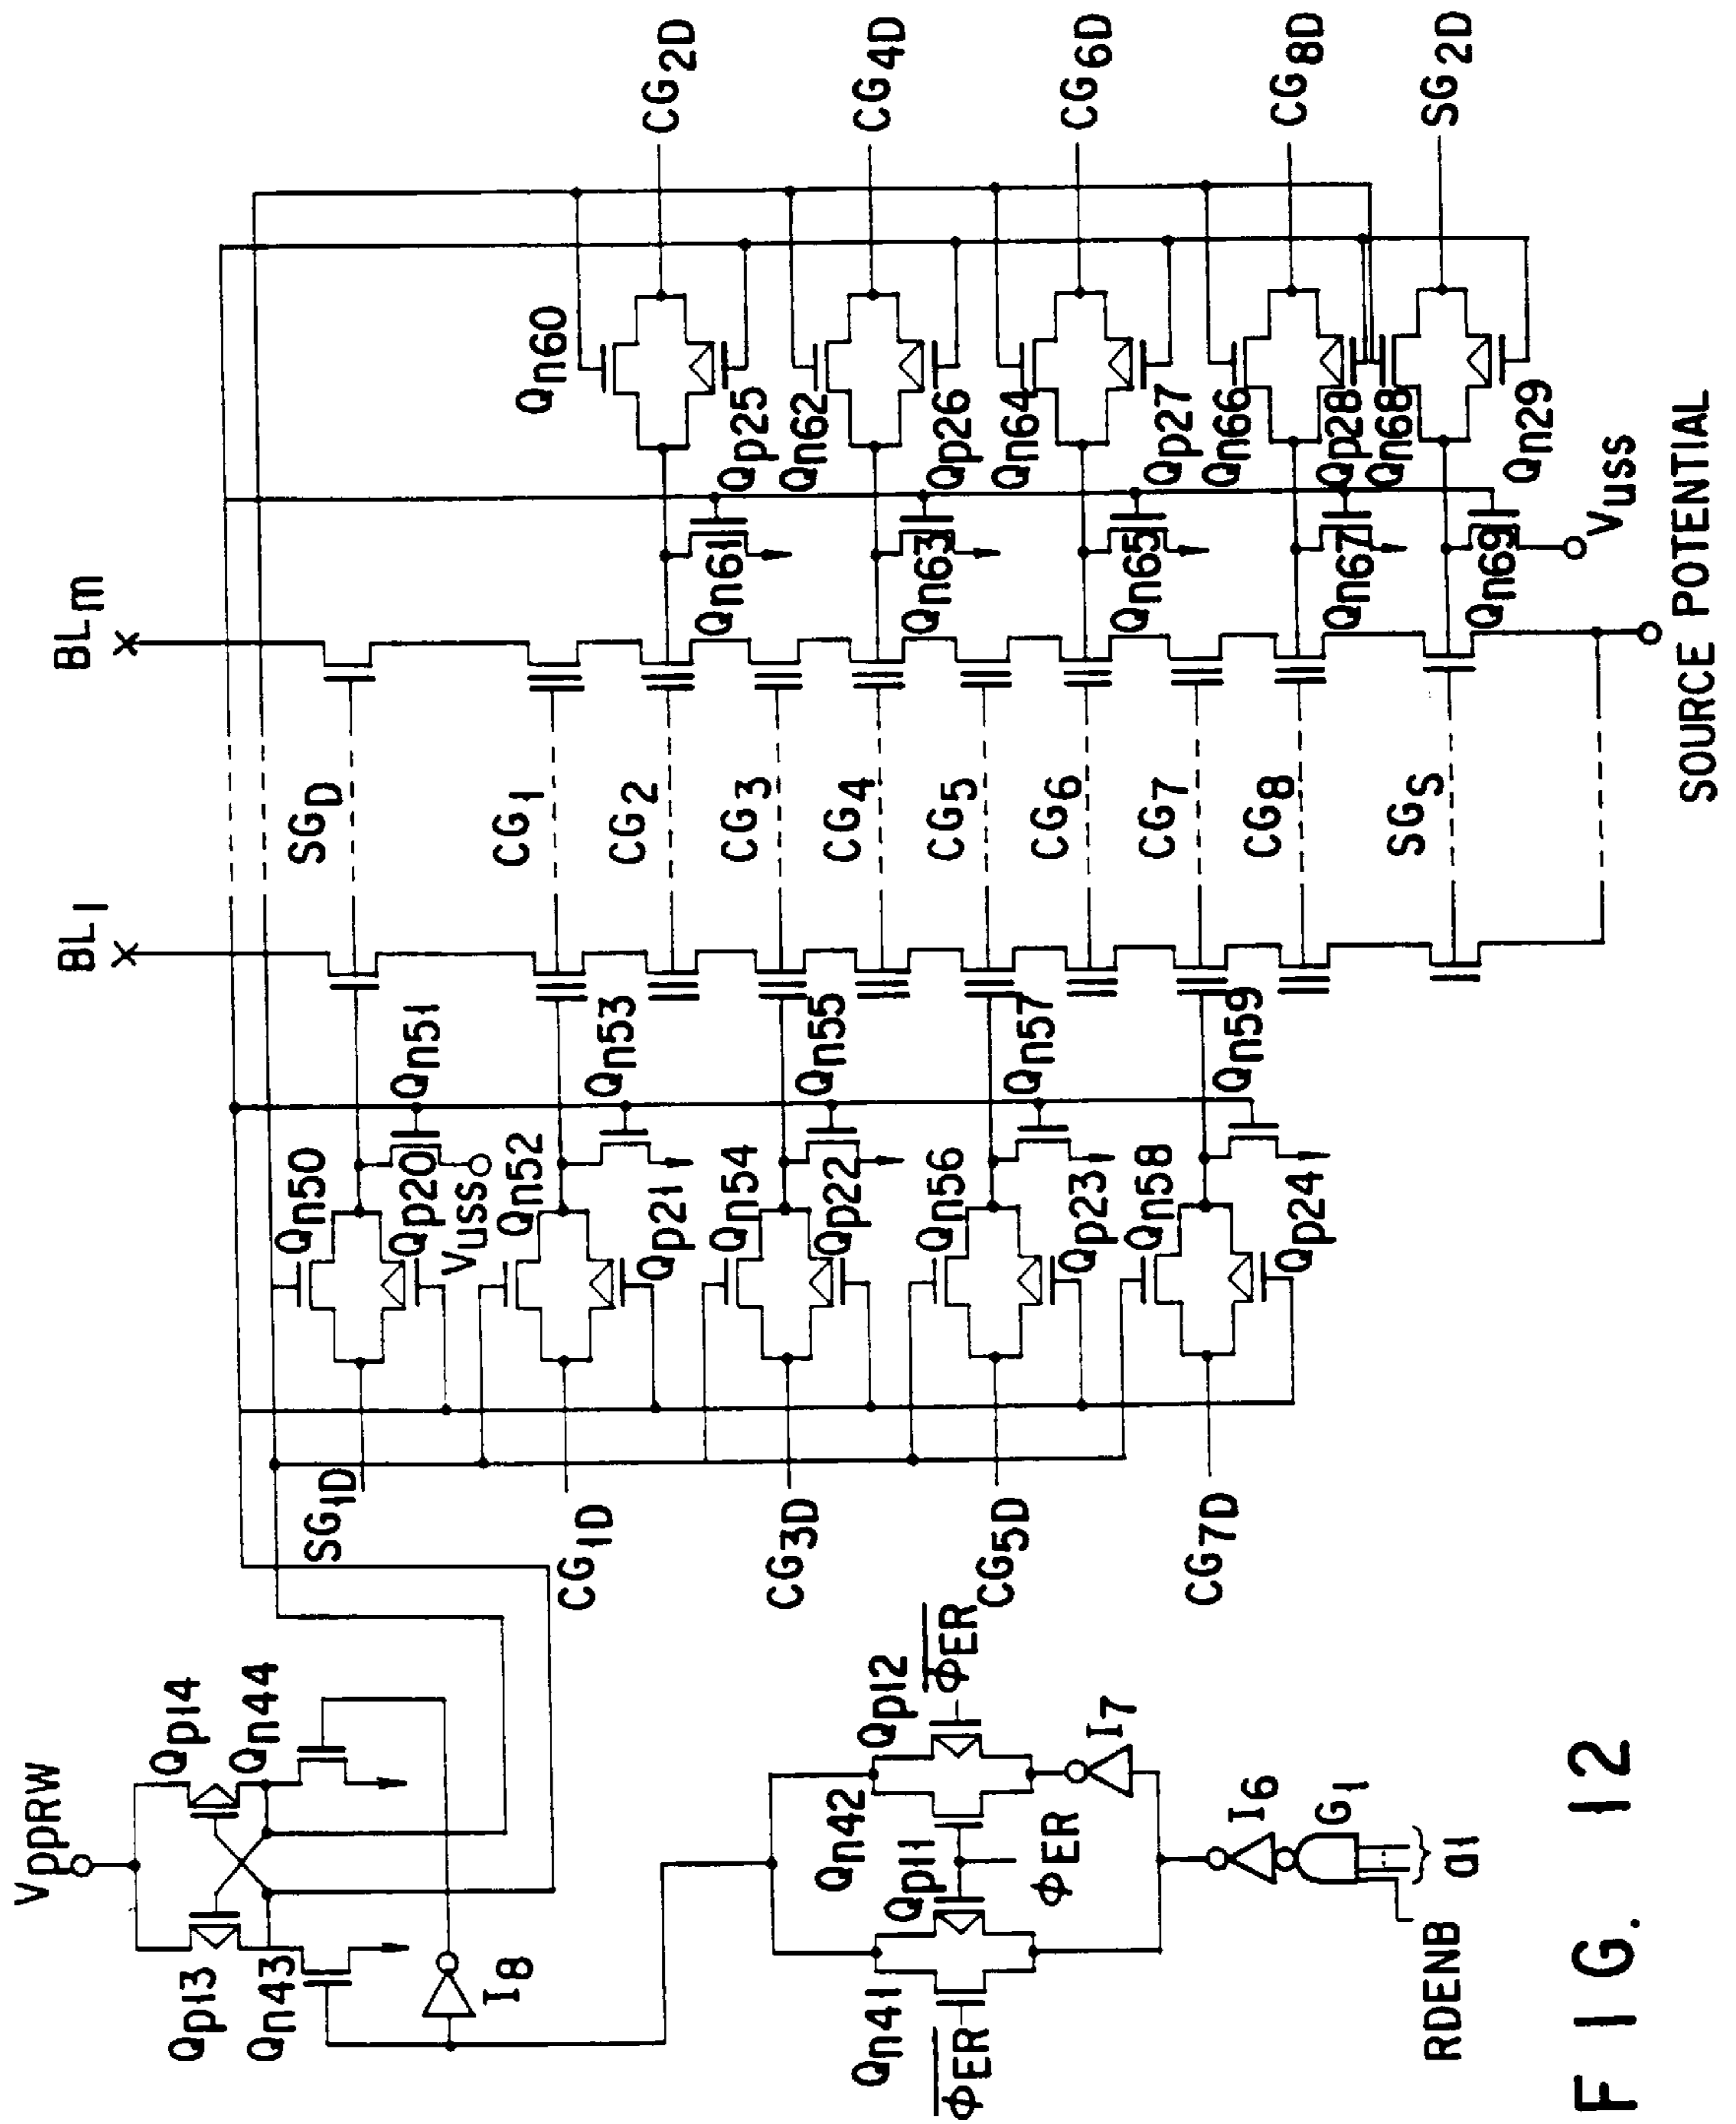 VppRW
Qp13
Qp14
Qn43
Qn44
I8
Qn41
Qp11
Qn42
Qp12
ΦER
ΦER
ΦER
I7
I6
G1
a1
RDENB
SG1D
CG1D
CG3D
CG5D
CG7D
Qn50
Qp20
Qn51
VUSS
Qn52
Qp21
Qn53
Qn54
Qp22
Qn55
Qn56
Qp23
Qn57
Qn58
Qp24
Qn59
BL1
BLm
SGD
CG1
CG2
CG3
CG4
CG5
CG6
CG7
CG8
SGS
Qn60
Qp25
Qn61
Qn62
Qp26
Qn63
Qn64
Qp27
Qn65
Qn66
Qp28
Qn67
Qn68
Qn29
Qn69
VUSS
CG2D
CG4D
CG6D
CG8D
SG2D
SOURCE POTENTIAL
FIG. 12